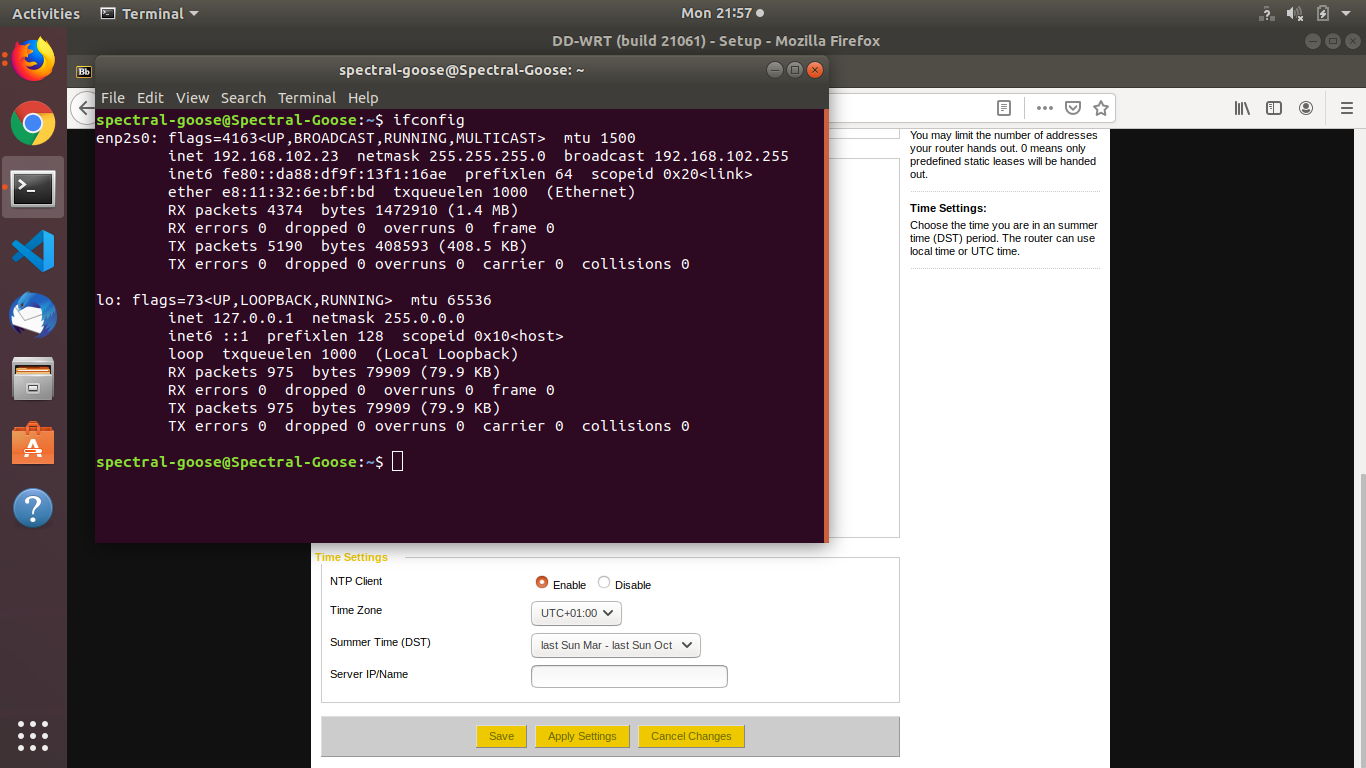 Activities Terminal Mon 21:57
DD-WRT (build 21061) - Setup - Mozilla Firefox
Bb
spectral-goose@Spectral-Goose: ~
File Edit View Search Terminal Help
spectral-goose@Spectral-Goose:~$ ifconfig
enp2s0: flags=4163<UP,BROADCAST,RUNNING,MULTICAST>  mtu 1500
        inet 192.168.102.23  netmask 255.255.255.0  broadcast 192.168.102.255
        inet6 fe80::da88:df9f:13f1:16ae  prefixlen 64  scopeid 0x20<link>
        ether e8:11:32:6e:bf:bd  txqueuelen 1000  (Ethernet)
        RX packets 4374  bytes 1472910 (1.4 MB)
        RX errors 0  dropped 0  overruns 0  frame 0
        TX packets 5190  bytes 408593 (408.5 KB)
        TX errors 0  dropped 0 overruns 0  carrier 0  collisions 0
lo: flags=73<UP,LOOPBACK,RUNNING>  mtu 65536
        inet 127.0.0.1  netmask 255.0.0.0
        inet6 ::1  prefixlen 128  scopeid 0x10<host>
        loop  txqueuelen 1000  (Local Loopback)
        RX packets 975  bytes 79909 (79.9 KB)
        RX errors 0  dropped 0  overruns 0  frame 0
        TX packets 975  bytes 79909 (79.9 KB)
        TX errors 0  dropped 0 overruns 0  carrier 0  collisions 0
spectral-goose@Spectral-Goose:~$
You may limit the number of addresses
your router hands out. 0 means only
predefined static leases will be handed
out.
Time Settings:
Choose the time you are in an summer
time (DST) period. The router can use
local time or UTC time.
Time Settings
NTP Client Enable Disable
Time Zone UTC+01:00
Summer Time (DST) last Sun Mar - last Sun Oct
Server IP/Name
Save Apply Settings Cancel Changes